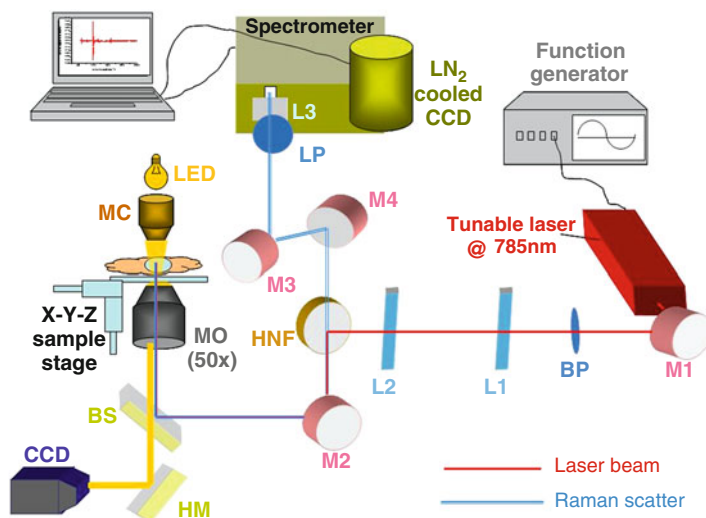 Spectrometer
LN2
cooled
CCD
Function
generator
L3
LP
LED
MC
M4
M3
Tunable laser
@ 785nm
X-Y-Z
sample
stage
MO
(50x)
HNF
L2
L1
BP
M1
BS
M2
CCD
HM
Laser beam
Raman scatter